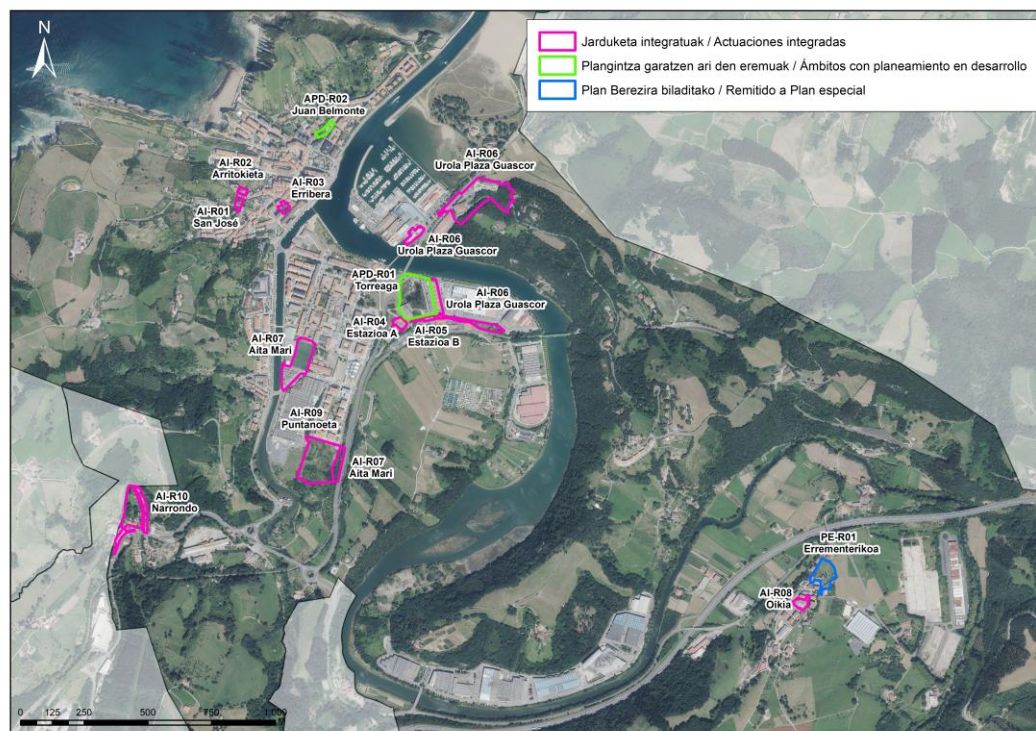 N
Jarduketa integratuak / Actuaciones integradas
Plangintza garatzen ari den eremuak / Ámbitos con planeamiento en desarrollo
Plan Berezira biladitako / Remitido a Plan especial
APD-R02
Juan Belmonte
AI-R02
Arritokieta
AI-R03
Erribera
AI-R01
San José
AI-R06
Urola Plaza Guascor
AI-R06
Urola Plaza Guascor
APD-R01
Torreaga
AI-R06
Urola Plaza Guascor
AI-R04
Estazioa A
AI-R05
Estazioa B
AI-R07
Aita Mari
AI-R09
Puntanoeta
AI-R07
Aita Mari
AI-R10
Narrondo
PE-R01
Errementerikoa
AI-R08
Oikia
0 125 250 500 750 1.000